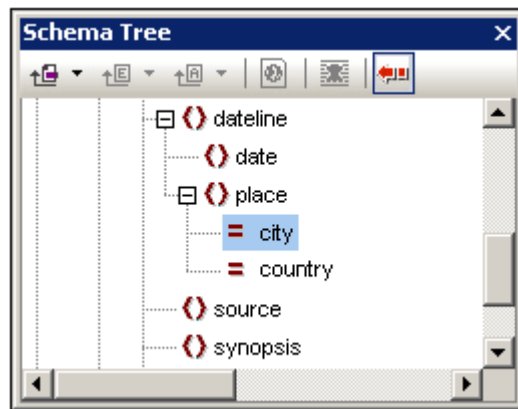 Schema Tree
E A
dateline
date
place
city
country
source
synopsis